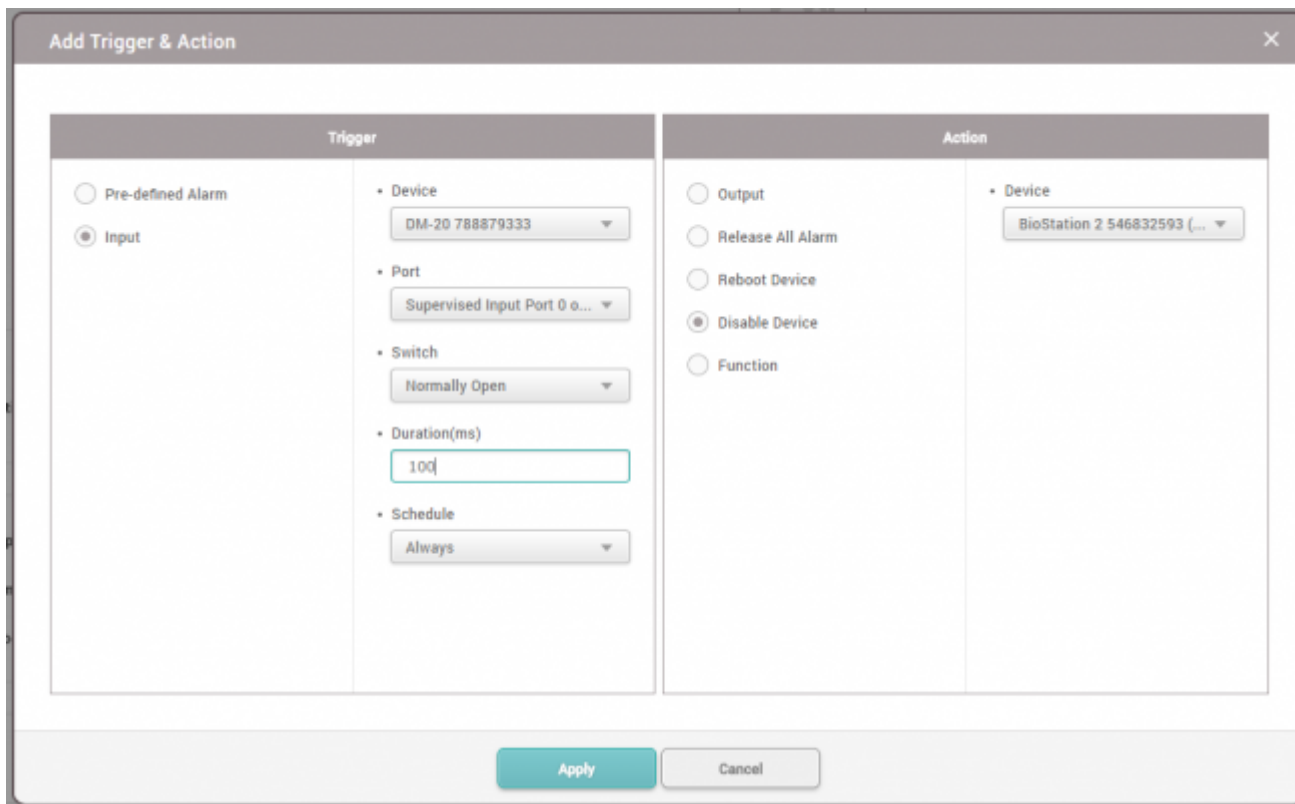 Add Trigger & Action
Trigger
Pre-defined Alarm
Input
• Device
DM-20 788879333
• Port
Supervised Input Port 0 o...
• Switch
Normally Open
• Duration(ms)
100
• Schedule
Always
Action
Output
Release All Alarm
Reboot Device
Disable Device
Function
• Device
BioStation 2 546832593 (...
Apply
Cancel